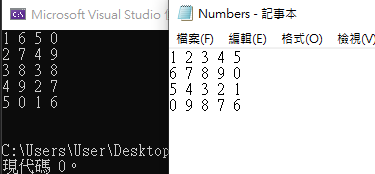 Microsoft Visual Studio
1 6 5 0
2 7 4 9
3 8 3 8
4 9 2 7
5 0 1 6
C:\Users\User\Desktop
現代碼 0。
Numbers - 記事本
檔案(F) 編輯(E) 格式(O) 檢視(V)
1 2 3 4 5
6 7 8 9 0
5 4 3 2 1
0 9 8 7 6